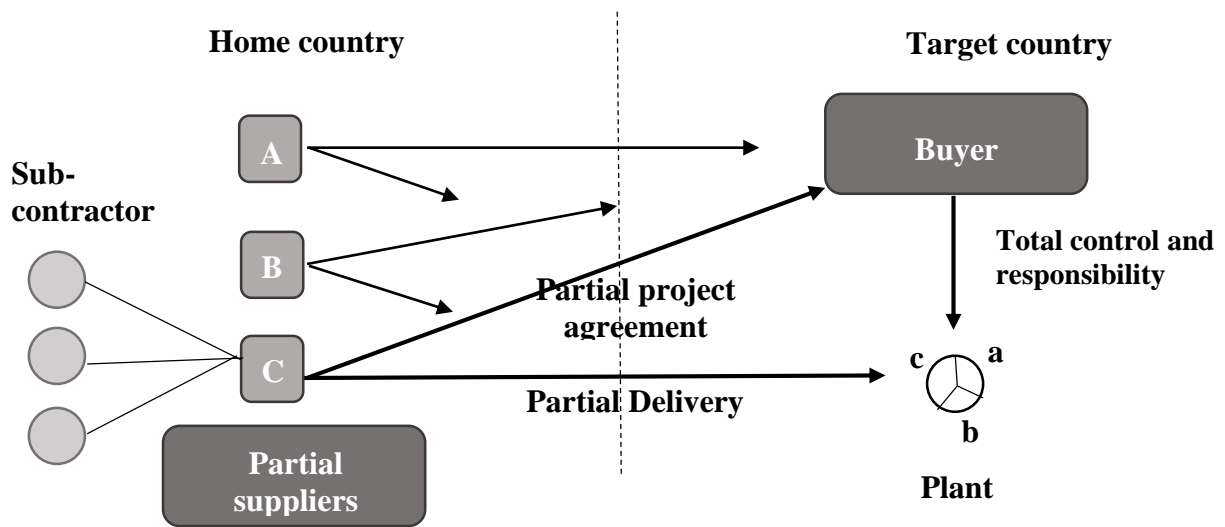 Home country
Target country
A
Buyer
Sub-
contractor
B
Total control and
responsibility
Partial project
agreement
C
c
a
Partial Delivery
b
Partial
suppliers
Plant